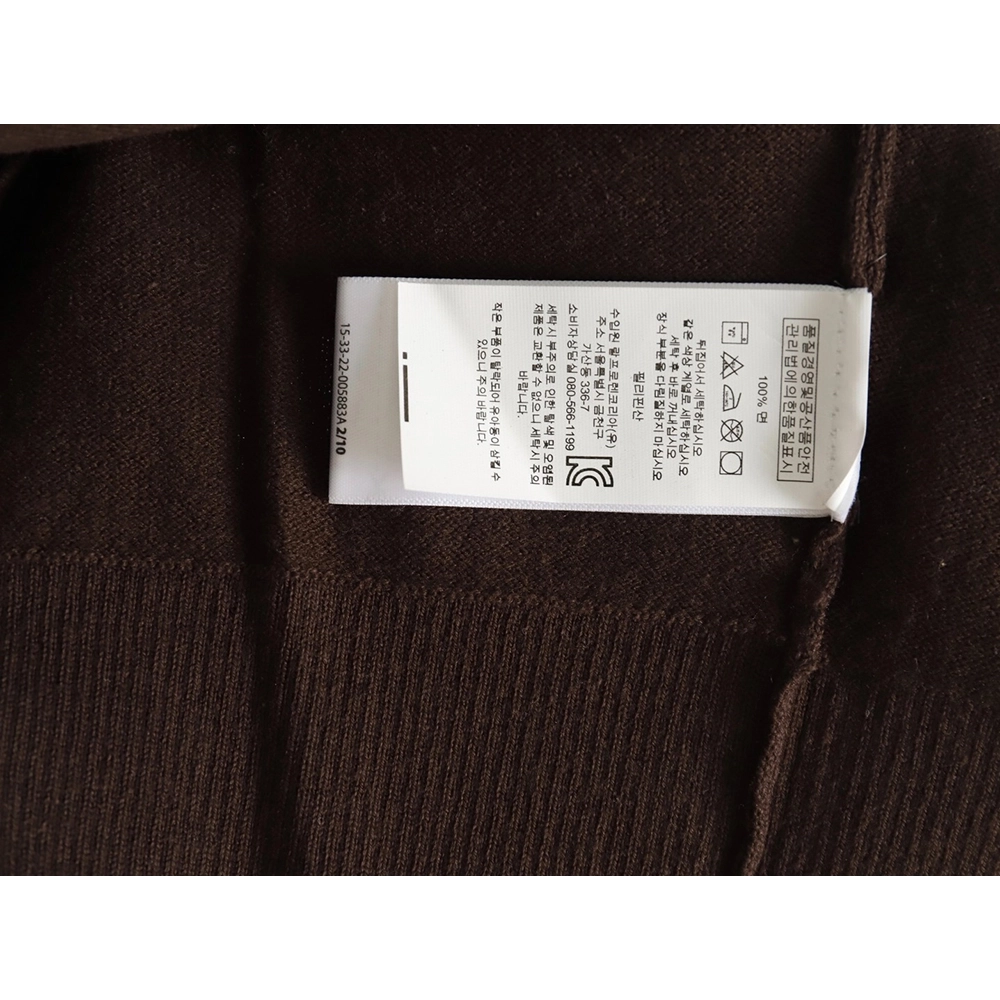 품질경영및공산품안전
관리법에의한품질표시
100% 면
뒤집아서 세탁하십시오
같은 색상 계열로 세탁하십시오
세탁 후 바로 꺼내십시오
장식 부분을 다림질하지 마십시오
필리핀산
수입원 랄프로렌코리아(유)
주소 서울특별시 금천구
가산동 336-7
소비자상담실 080-566-1199
세탁시 부주의로 인한 탈색 및 오염된
제품은 교환할 수 없으니 세탁시 주의
바랍니다.
작은 부품이 탈락되어 유아동이 삼킬 수
있으니 주의 바랍니다.
15-33-22-005883A 2/10